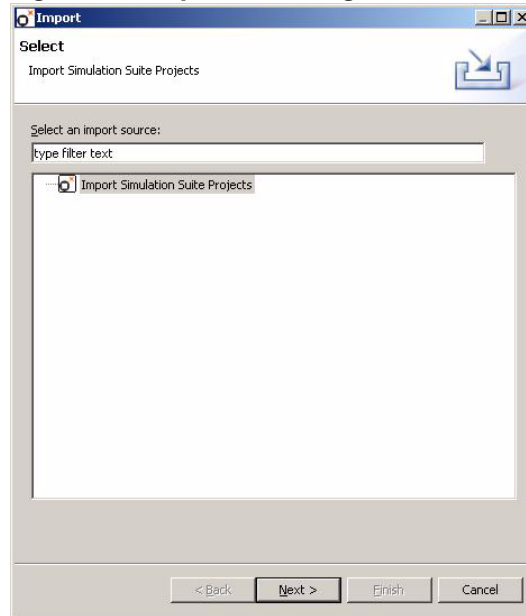 Import
Select
Import Simulation Suite Projects
Select an import source:
type filter text
Import Simulation Suite Projects
< Back Next > Finish Cancel